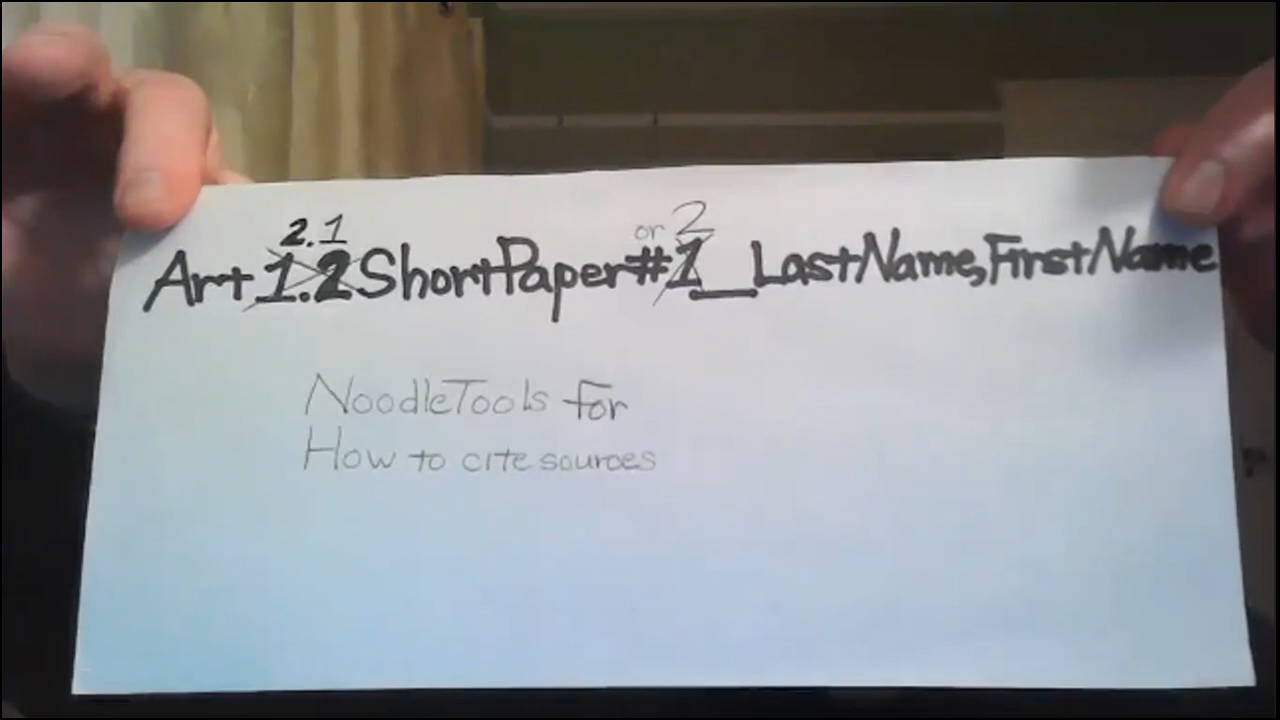 2.1 or 2
Art 1.2 ShortPaper#1_LastName,FirstName
NoodleTools for
How to cite sources